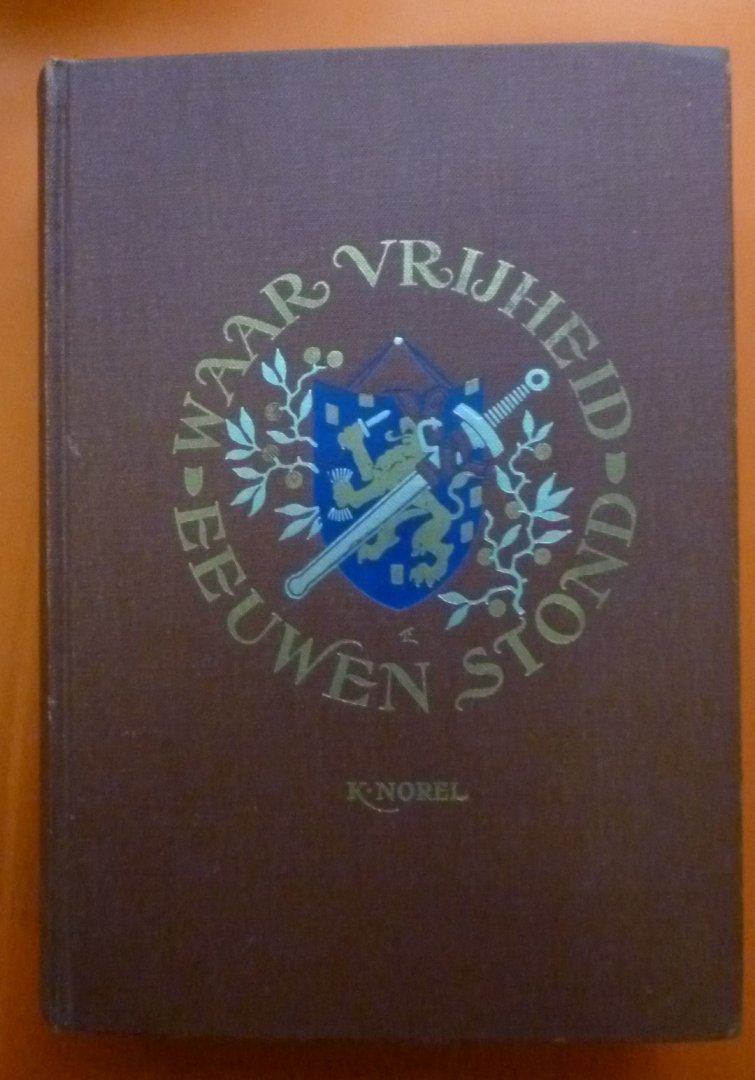 WAAR VRIJHEID
EEUWEN STOND
K. NOREL